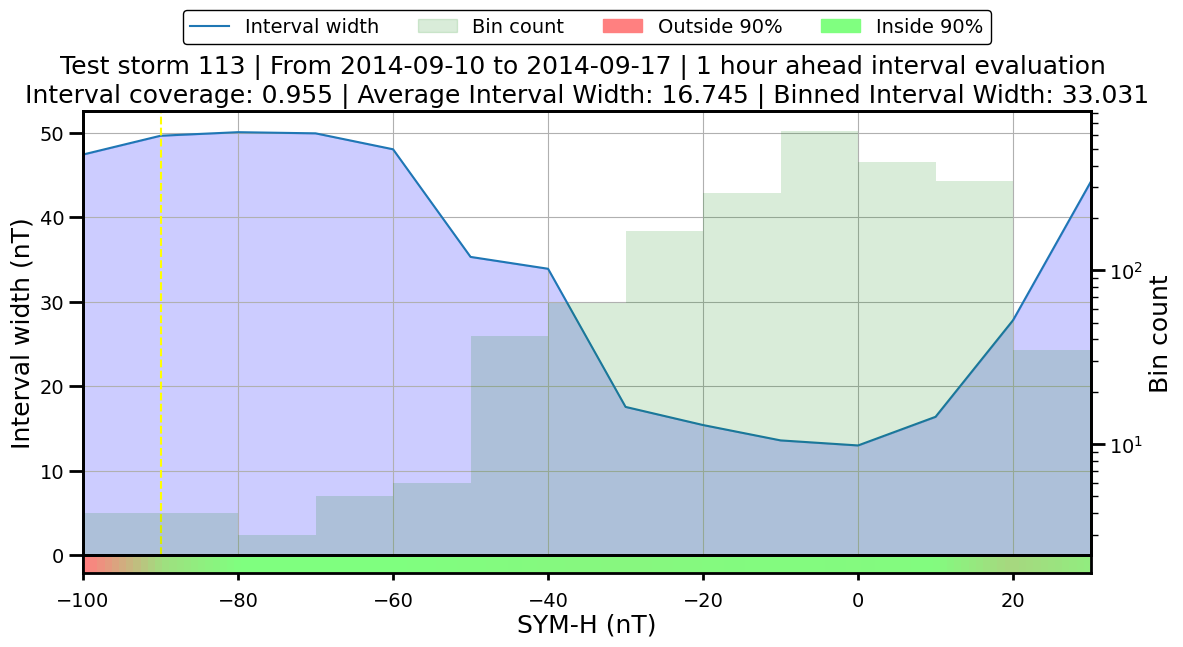 Interval width Bin count Outside 90% Inside 90%
Test storm 113 | From 2014-09-10 to 2014-09-17 | 1 hour ahead interval evaluation
Interval coverage: 0.955 | Average Interval Width: 16.745 | Binned Interval Width: 33.031
Interval width (nT)
50
40
30
20
10
0
10²
10¹
Bin count
−100 −80 −60 −40 −20 0 20
SYM-H (nT)